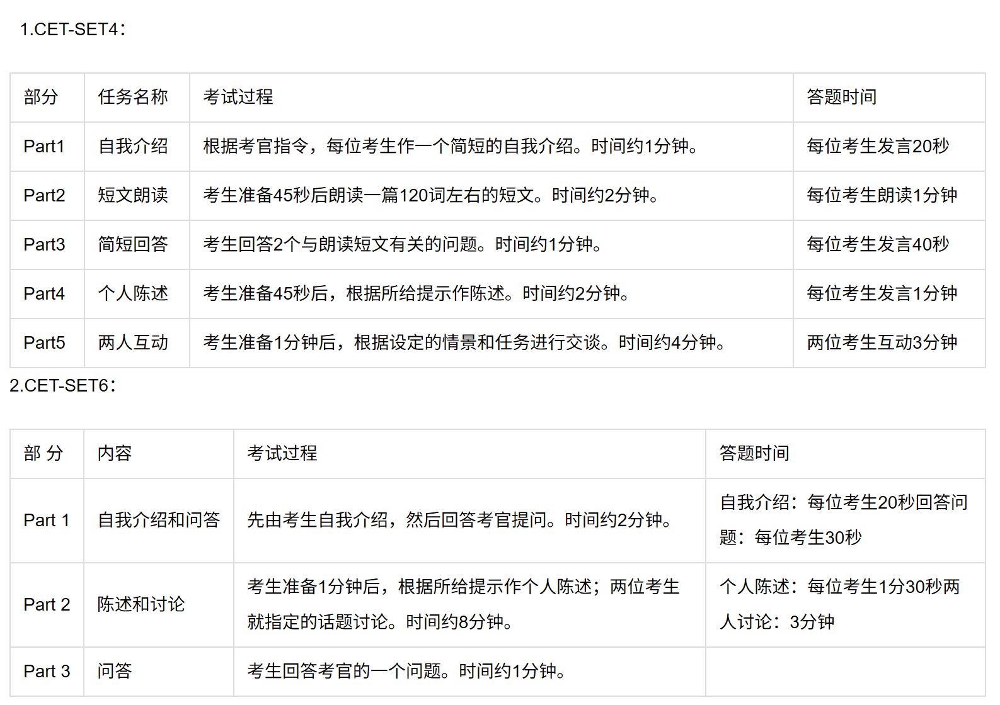 1.CET-SET4：
部分 任务名称 考试过程 答题时间
Part1 自我介绍 根据考官指令，每位考生作一个简短的自我介绍。时间约1分钟。 每位考生发言20秒
Part2 短文朗读 考生准备45秒后朗读一篇120词左右的短文。时间约2分钟。 每位考生朗读1分钟
Part3 简短回答 考生回答2个与朗读短文有关的问题。时间约1分钟。 每位考生发言40秒
Part4 个人陈述 考生准备45秒后，根据所给提示作陈述。时间约2分钟。 每位考生发言1分钟
Part5 两人互动 考生准备1分钟后，根据设定的情景和任务进行交谈。时间约4分钟。 两位考生互动3分钟
2.CET-SET6：
部 分 内容 考试过程 答题时间
Part 1 自我介绍和问答 先由考生自我介绍，然后回答考官提问。时间约2分钟。 自我介绍：每位考生20秒回答问
题：每位考生30秒
Part 2 陈述和讨论 考生准备1分钟后，根据所给提示作个人陈述；两位考生
就指定的话题讨论。时间约8分钟。 个人陈述：每位考生1分30秒两
人讨论：3分钟
Part 3 问答 考生回答考官的一个问题。时间约1分钟。